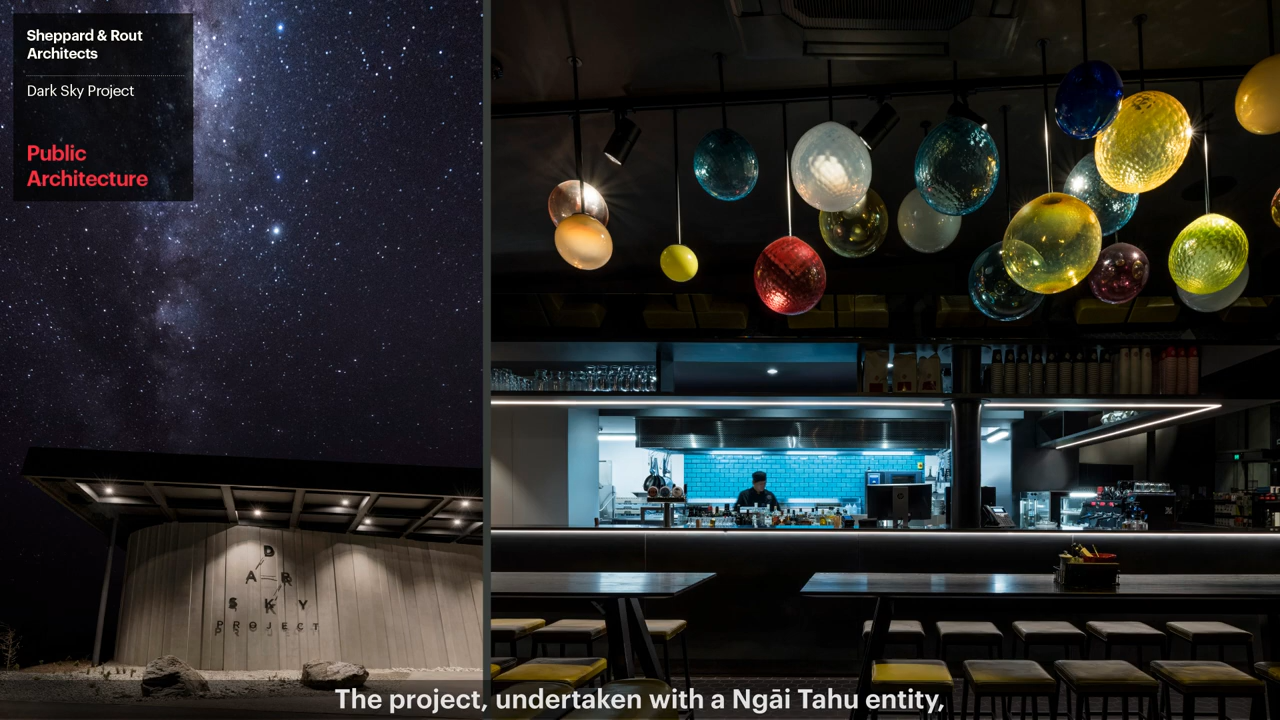 Sheppard & Rout
Architects
Dark Sky Project
Public
Architecture
D
A R
S K Y
PROJECT
The project, undertaken with a Ngāi Tahu entity,